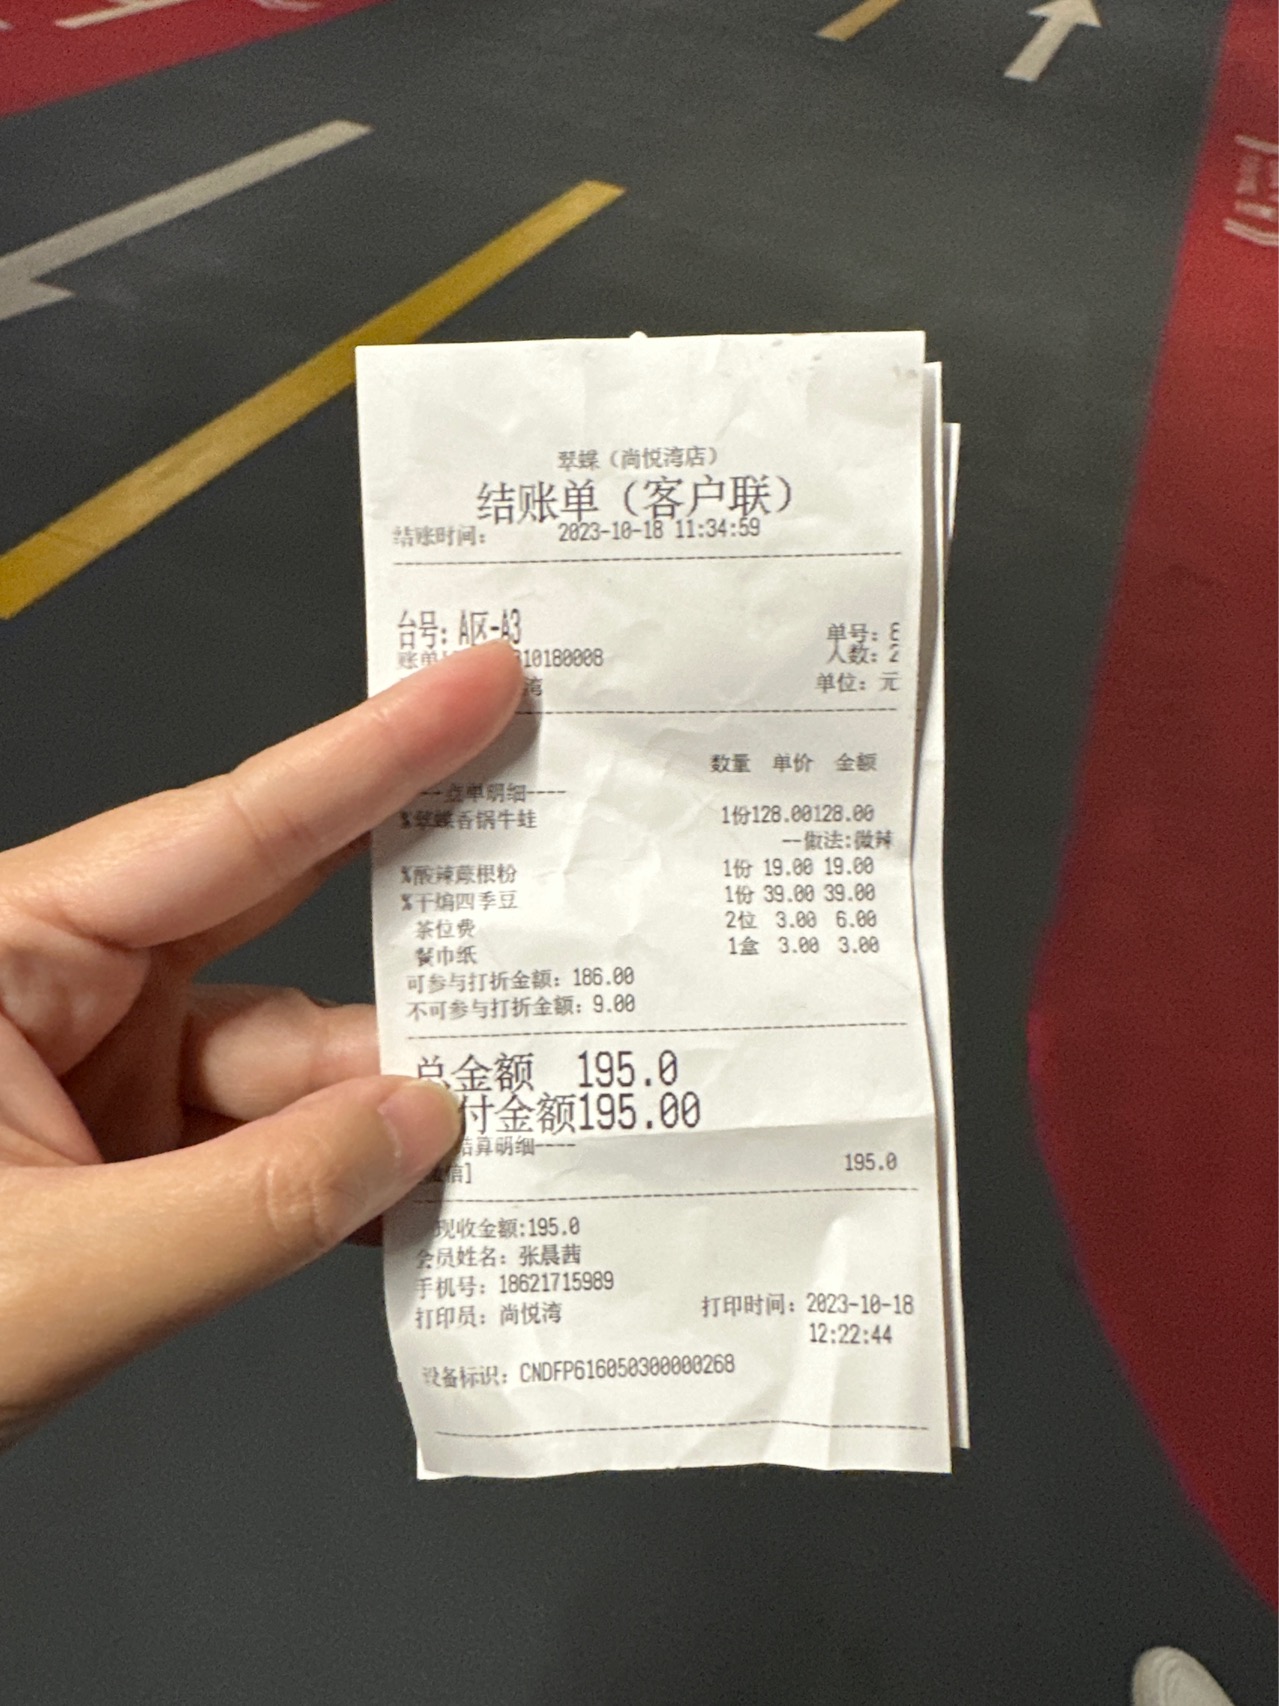 翠蝶（尚悦湾店）
结账单（客户联）
结账时间： 2023-10-18 11:34:59
台号：A区-A3
单号：8
账单 10180008
人数：2
湾
单位：元
数量 单价 金额
--点单明细----
%翠蝶香锅牛蛙 1份128.00128.00
--做法:微辣
%酸辣蕨根粉 1份 19.00 19.00
%干煸四季豆 1份 39.00 39.00
茶位费 2位 3.00 6.00
餐巾纸 1盒 3.00 3.00
可参与打折金额：186.00
不可参与打折金额：9.00
总金额 195.0
付金额195.00
结算明细----
信] 195.0
现收金额:195.0
会员姓名：张晨茜
手机号：18621715989
打印员：尚悦湾
打印时间：2023-10-18
12:22:44
设备标识：CNDFP616050300000268